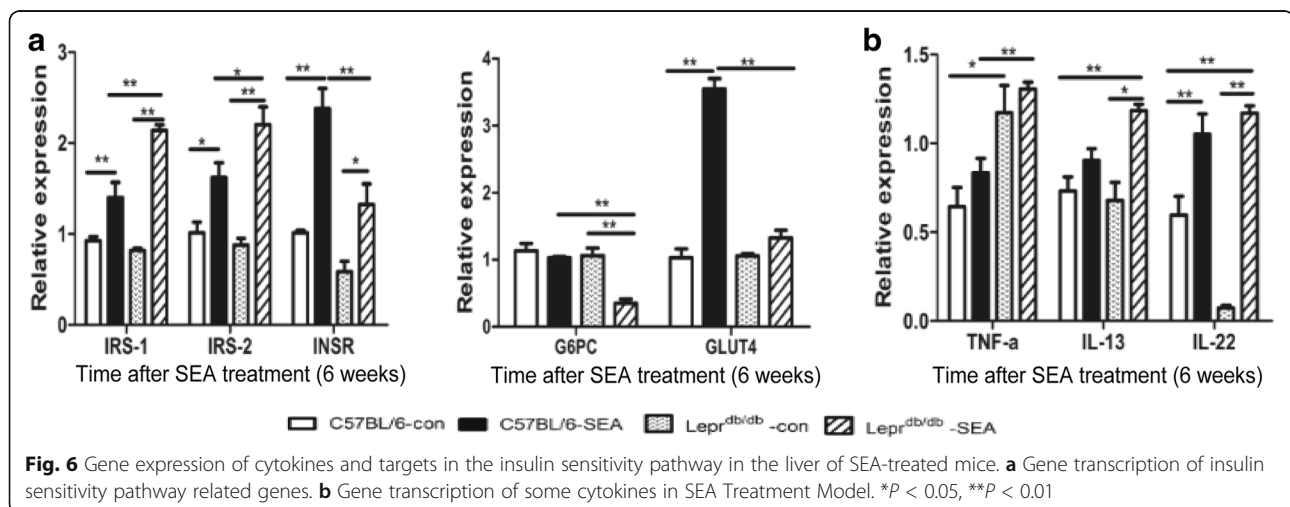 a
Relative expression
3
2
1
0
** ** * ** * ** * ** **
IRS-1 IRS-2 INSR
Time after SEA treatment (6 weeks)
Relative expression
4
3
2
1
0
** ** ** **
G6PC GLUT4
Time after SEA treatment (6 weeks)
b
Relative expression
1.5
1.0
0.5
0.0
* ** ** * ** ** **
TNF-a IL-13 IL-22
Time after SEA treatment (6 weeks)
C57BL/6-con C57BL/6-SEA Lepr^db/db -con Lepr^db/db -SEA
Fig. 6 Gene expression of cytokines and targets in the insulin sensitivity pathway in the liver of SEA-treated mice. a Gene transcription of insulin
sensitivity pathway related genes. b Gene transcription of some cytokines in SEA Treatment Model. *P < 0.05, **P < 0.01